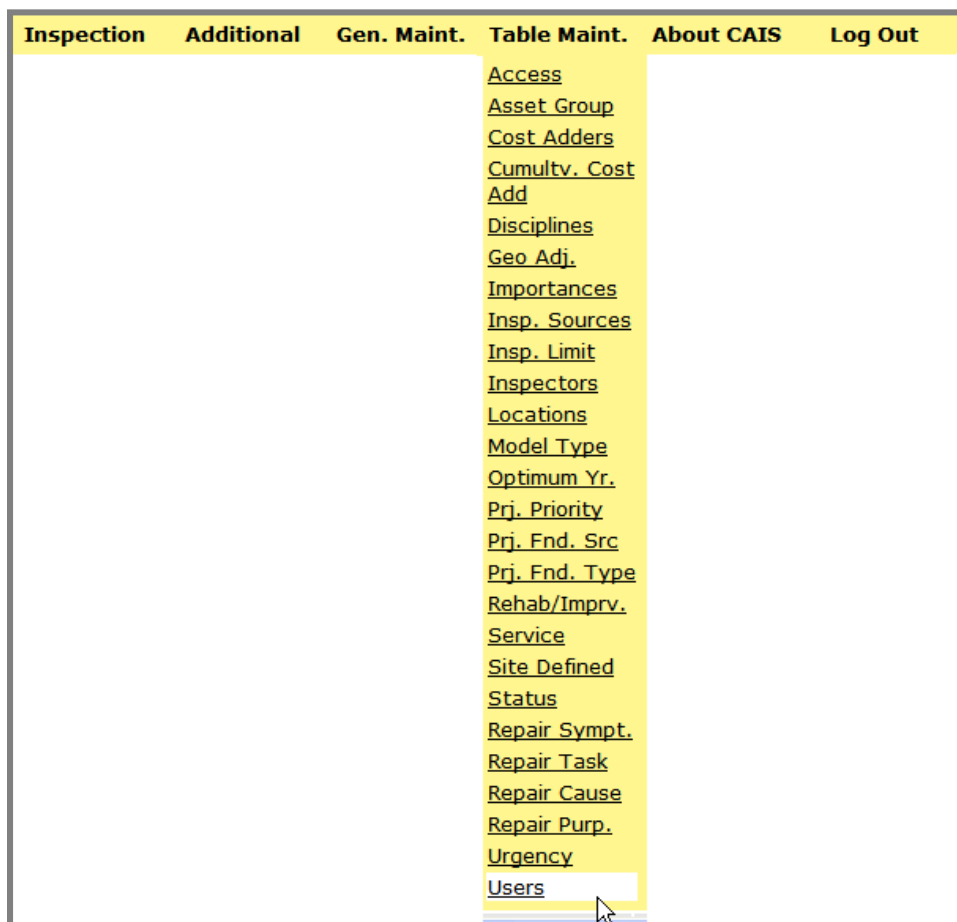 Inspection Additional Gen. Maint. Table Maint. About CAIS Log Out
Access
Asset Group
Cost Adders
Cumultv. Cost
Add
Disciplines
Geo Adj.
Importances
Insp. Sources
Insp. Limit
Inspectors
Locations
Model Type
Optimum Yr.
Prj. Priority
Prj. Fnd. Src
Prj. Fnd. Type
Rehab/Imprv.
Service
Site Defined
Status
Repair Sympt.
Repair Task
Repair Cause
Repair Purp.
Urgency
Users